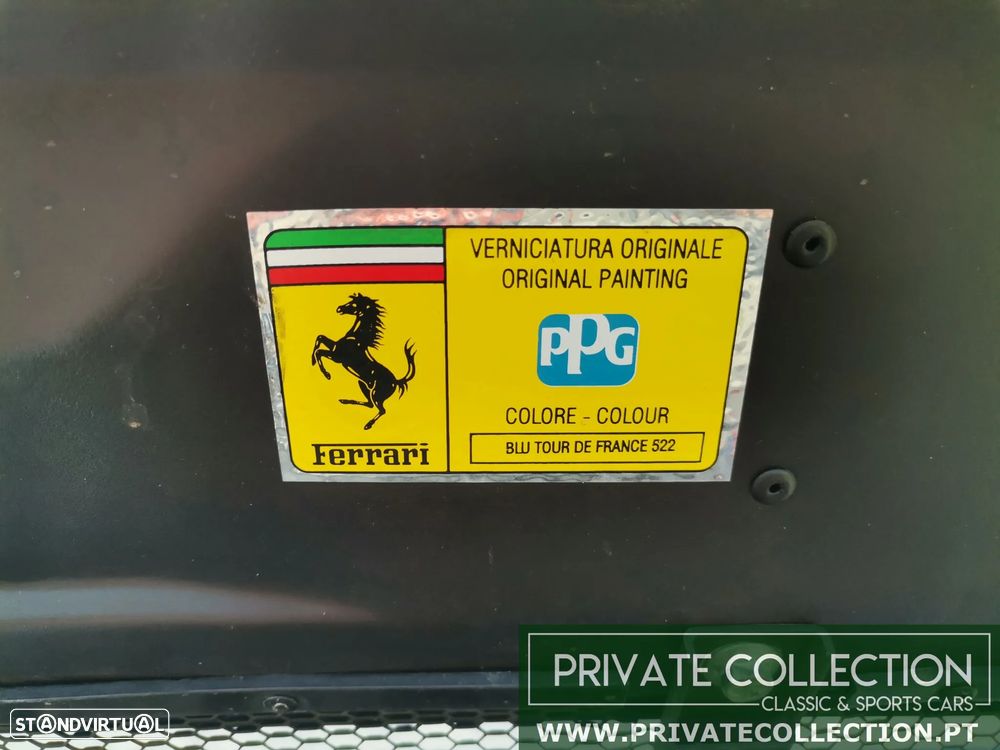 VERNICIATURA ORIGINALE
ORIGINAL PAINTING
PPG
COLORE - COLOUR
BLU TOUR DE FRANCE 522
Ferrari
PRIVATE COLLECTION
CLASSIC & SPORTS CARS
WWW.PRIVATECOLLECTION.PT
STANDVIRTUAL